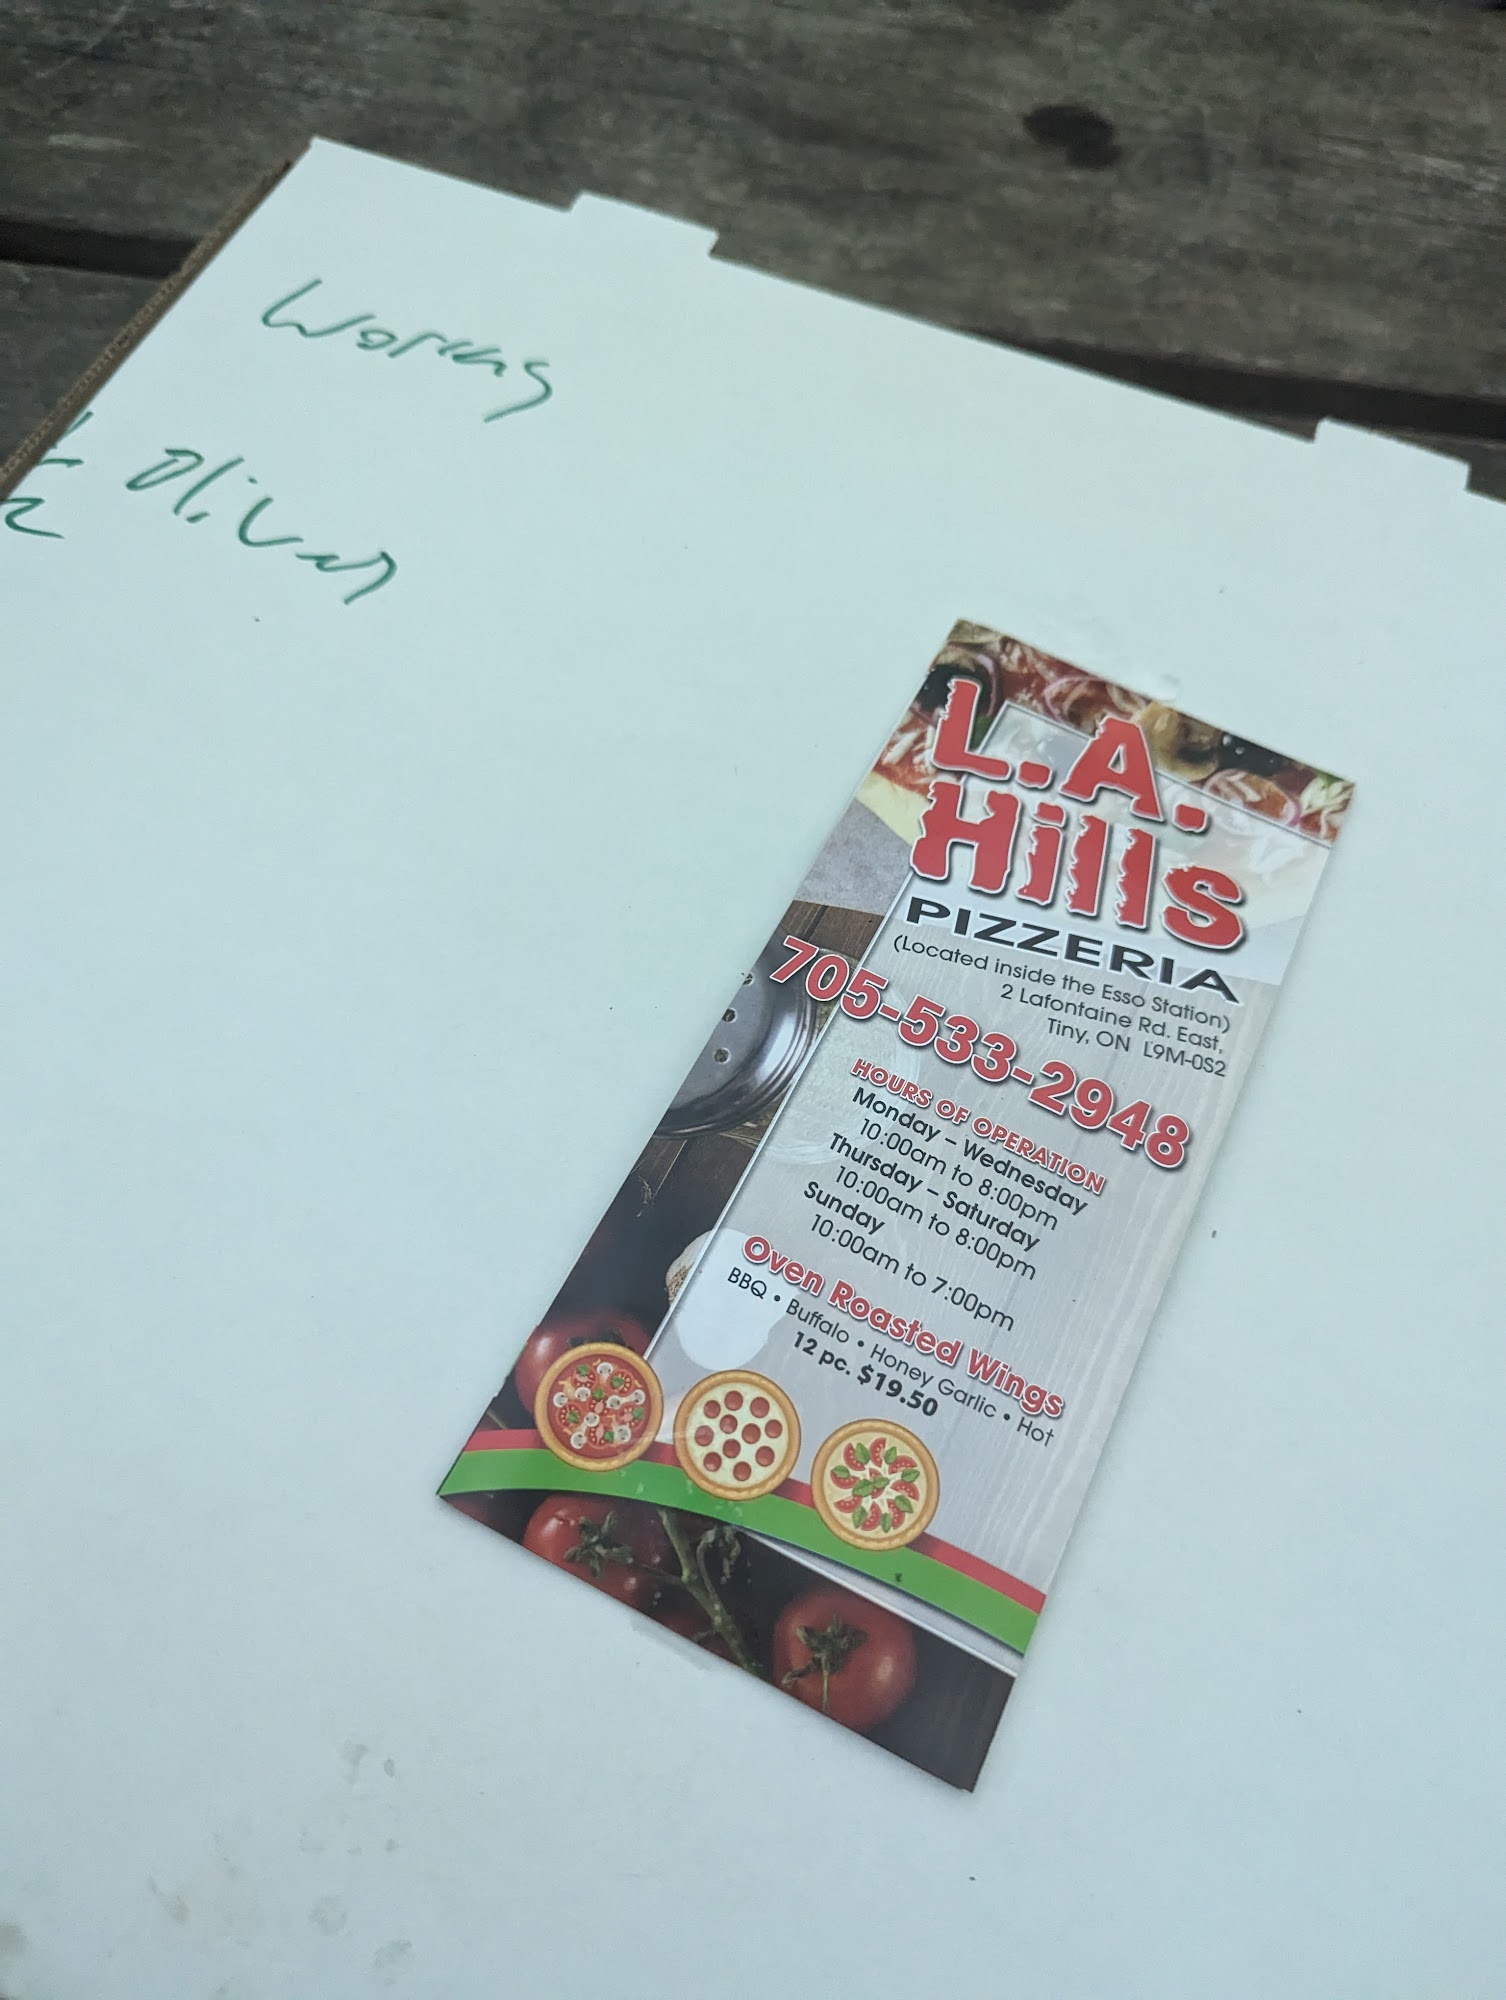 Oliver
L.A.
Hills
PIZZERIA
(Located inside the Esso Station)
2 Lafontaine Rd. East,
Tiny, ON L9M-0S2
705-533-2948
HOURS OF OPERATION
Monday – Wednesday
10:00am to 8:00pm
Thursday – Saturday
10:00am to 8:00pm
Sunday
10:00am to 7:00pm
Oven Roasted Wings
BBQ • Buffalo • Honey Garlic • Hot
12 pc. $19.50